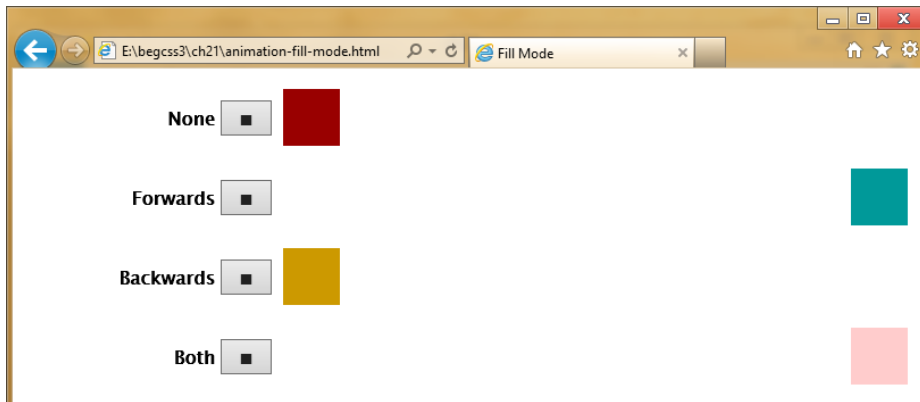 E:\begcss3\ch21\animation-fill-mode.html
Fill Mode
None
Forwards
Backwards
Both